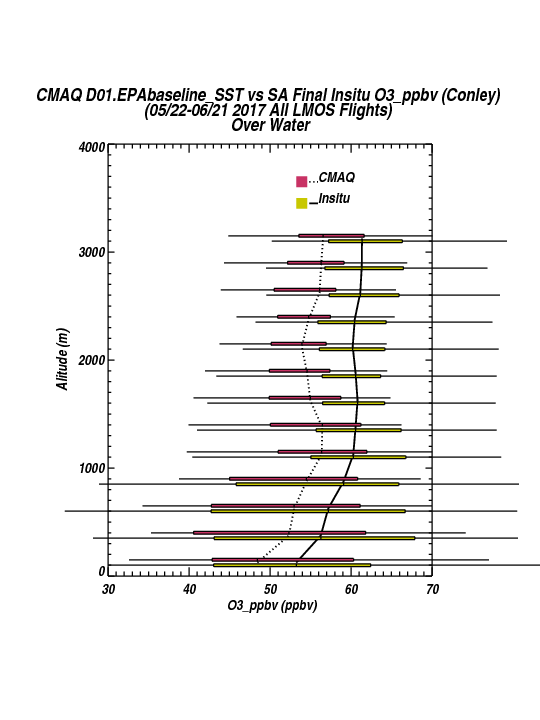 CMAQ D01.EPAbaseline_SST vs SA Final Insitu O3_ppbv (Conley)
(05/22-06/21 2017 All LMOS Flights)
Over Water
4000
CMAQ
Insitu
3000
2000
1000
0
Alitude (m)
30 40 50 60 70
O3_ppbv (ppbv)